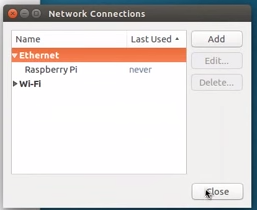 Network Connections
Name Last Used
Ethernet
Raspberry Pi never
Wi-Fi
Add
Edit...
Delete...
Close